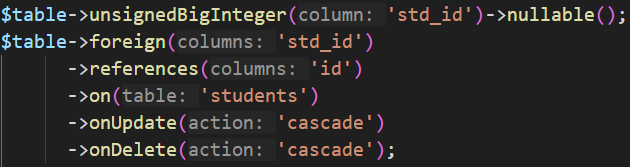 $table->unsignedBigInteger(column: 'std_id')->nullable();
$table->foreign(columns: 'std_id')
->references(columns: 'id')
->on(table: 'students')
->onUpdate(action: 'cascade')
->onDelete(action: 'cascade');